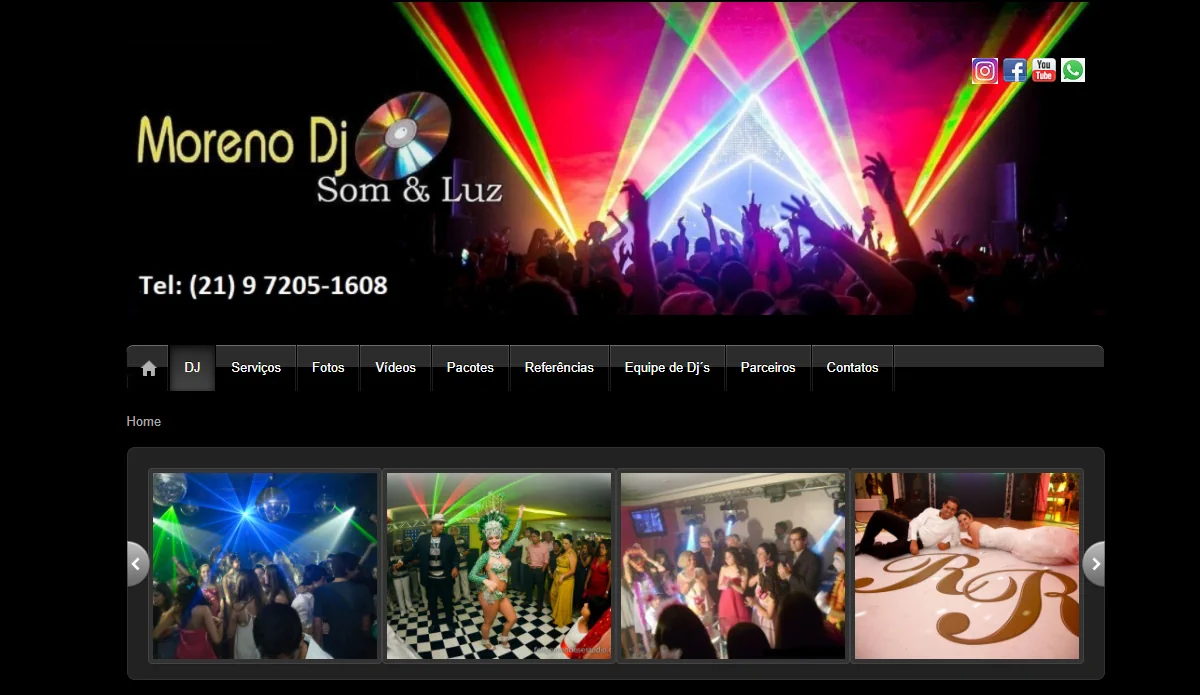 You
Tube
Moreno Dj
Som & Luz
Tel: (21) 9 7205-1608
DJ Serviços Fotos Vídeos Pacotes Referências Equipe de Dj´s Parceiros Contatos
Home
RR